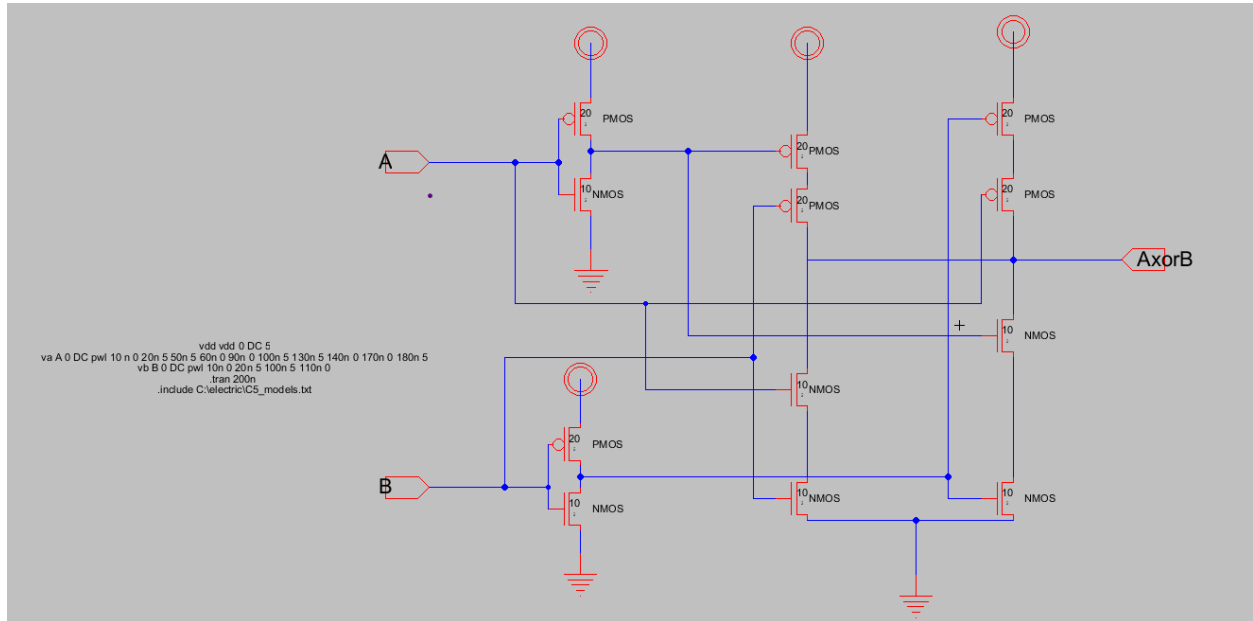 20
PMOS
20
PMOS
20
PMOS
A
10
NMOS
20
PMOS
20
PMOS
AxorB
10
NMOS
vdd vdd 0 DC 5
va A 0 DC pwl 10 n 0 20n 5 50n 5 60n 0 90n 0 100n 5 130n 5 140n 0 170n 0 180n 5
vb B 0 DC pwl 10n 0 20n 5 100n 5 110n 0
.tran 200n
.include C:\electric\C5_models.txt
10
NMOS
20
PMOS
B
10
NMOS
10
NMOS
10
NMOS